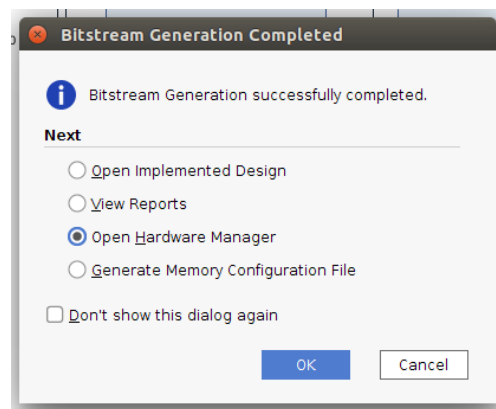 Bitstream Generation Completed
Bitstream Generation successfully completed.
Next
Open Implemented Design
View Reports
Open Hardware Manager
Generate Memory Configuration File
Don't show this dialog again
OK Cancel